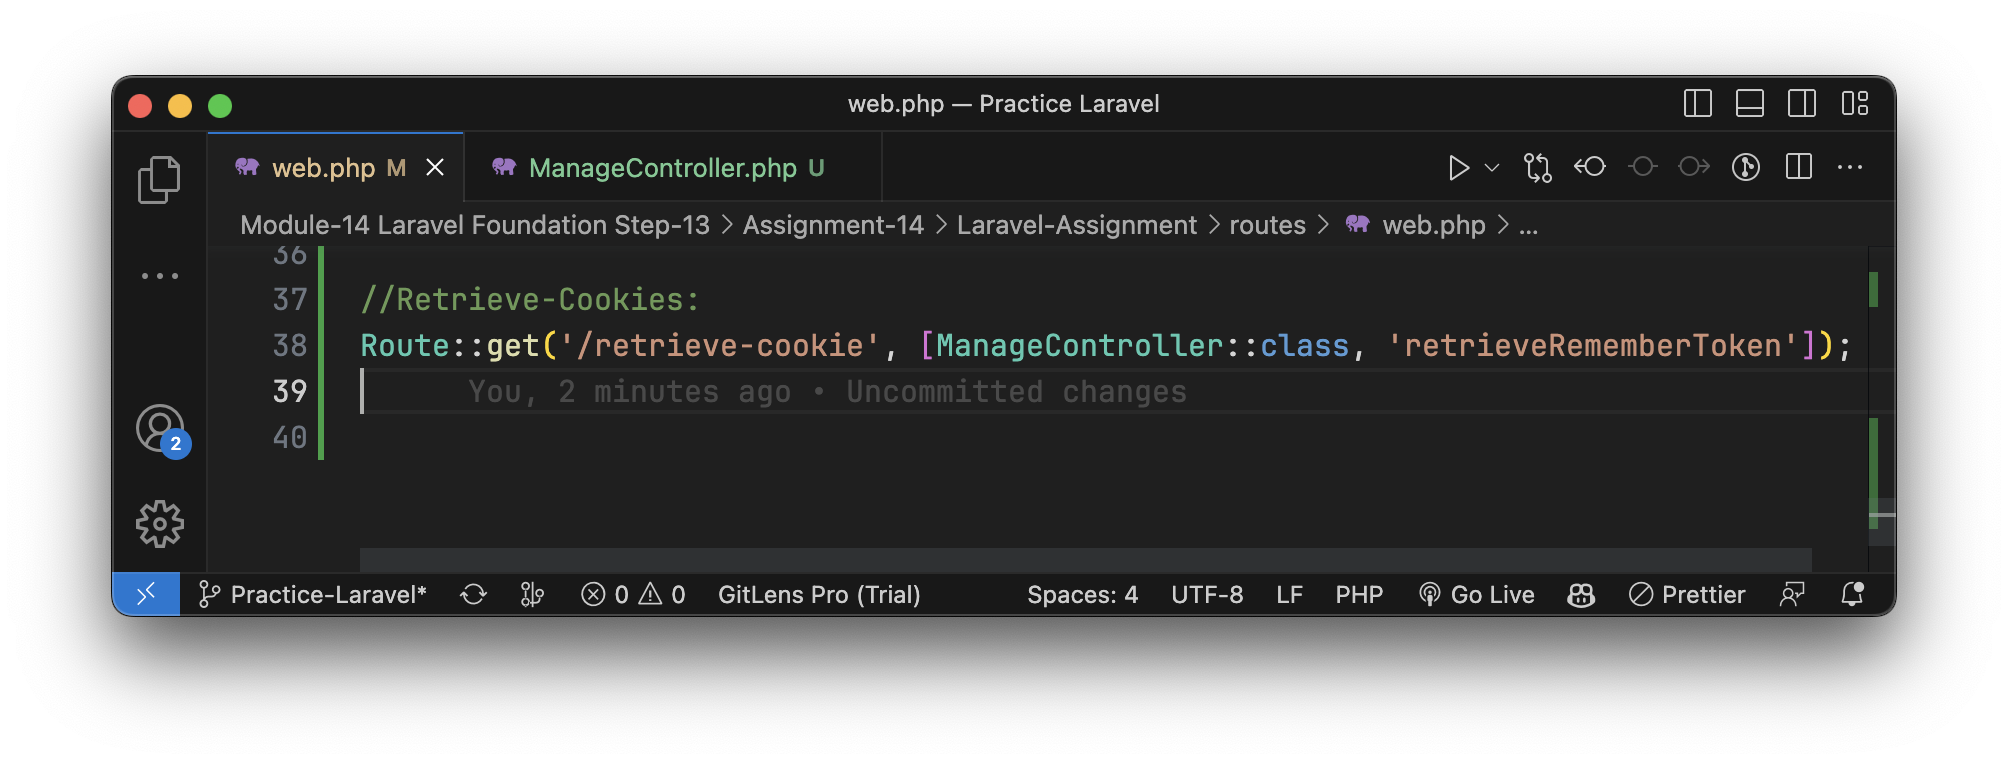 web.php — Practice Laravel
web.php M ManageController.php U
Module-14 Laravel Foundation Step-13 > Assignment-14 > Laravel-Assignment > routes > web.php > ...
36
37 //Retrieve-Cookies:
38 Route::get('/retrieve-cookie', [ManageController::class, 'retrieveRememberToken']);
39 You, 2 minutes ago • Uncommitted changes
40
2
Practice-Laravel* 0 0 GitLens Pro (Trial) Spaces: 4 UTF-8 LF PHP Go Live Prettier